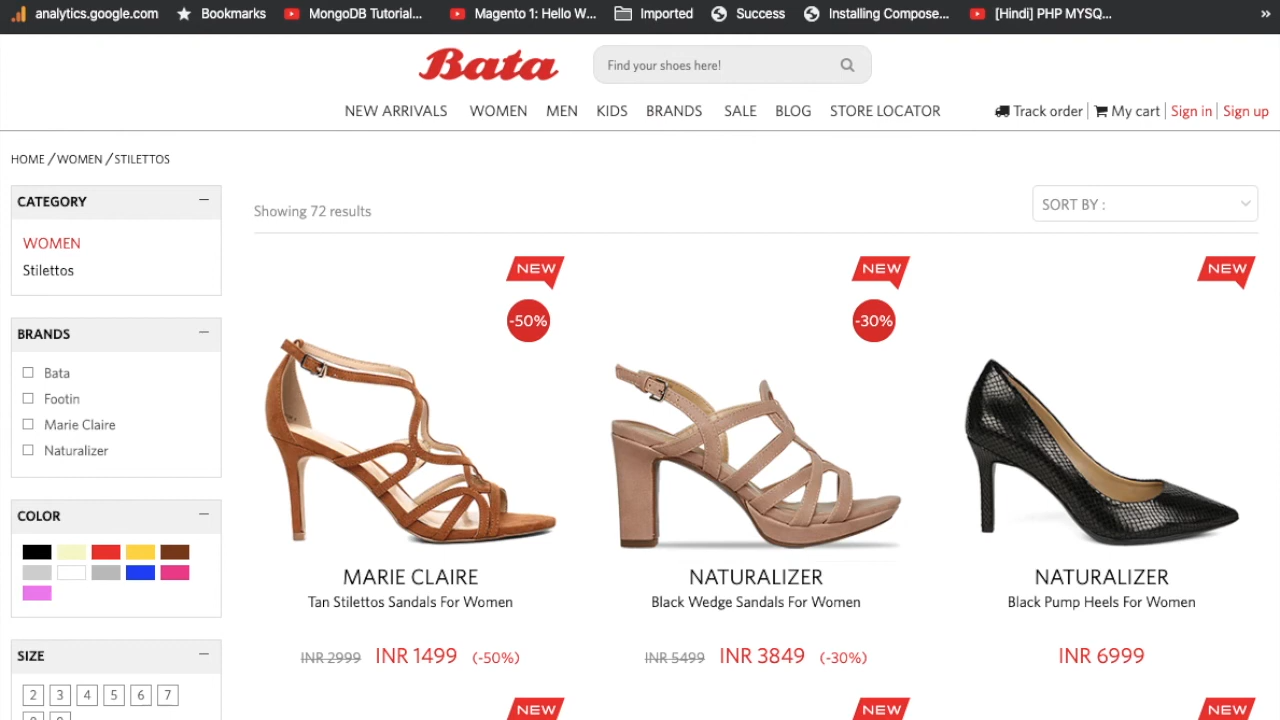 analytics.google.com Bookmarks MongoDB Tutorial... Magento 1: Hello W... Imported Success Installing Compose... [Hindi] PHP MYSQ... »
Bata
Find your shoes here!
NEW ARRIVALS WOMEN MEN KIDS BRANDS SALE BLOG STORE LOCATOR
Track order My cart Sign in Sign up
HOME / WOMEN / STILETTOS
CATEGORY
WOMEN
Stilettos
BRANDS
Bata
Footin
Marie Claire
Naturalizer
COLOR
SIZE
2 3 4 5 6 7
Showing 72 results
SORT BY :
NEW
-50%
MARIE CLAIRE
Tan Stilettos Sandals For Women
INR 2999 INR 1499 (-50%)
NEW
-30%
NATURALIZER
Black Wedge Sandals For Women
INR 5499 INR 3849 (-30%)
NEW
NATURALIZER
Black Pump Heels For Women
INR 6999
NEW
NEW
NEW